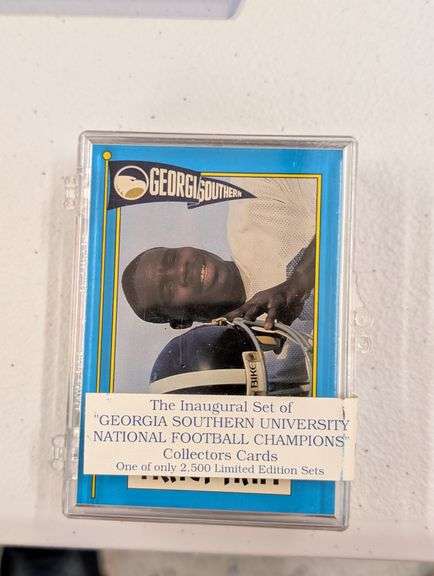 GEORGIA SOUTHERN
BIKE
The Inaugural Set of
"GEORGIA SOUTHERN UNIVERSITY
NATIONAL FOOTBALL CHAMPIONS"
Collectors Cards
One of only 2,500 Limited Edition Sets